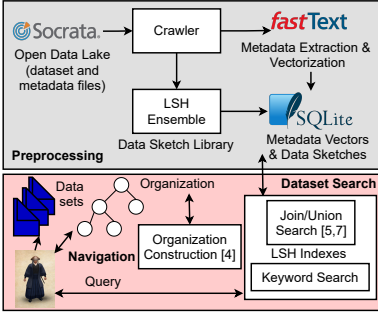 Socrata
Open Data Lake
(dataset and
metadata files)
Crawler
fastText
Metadata Extraction &
Vectorization
LSH
Ensemble
Data Sketch Library
SQLite
Metadata Vectors
& Data Sketches
Preprocessing
Data
sets
Organization
Dataset Search
Navigation
Organization
Construction [4]
Join/Union
Search [5,7]
LSH Indexes
Keyword Search
Query